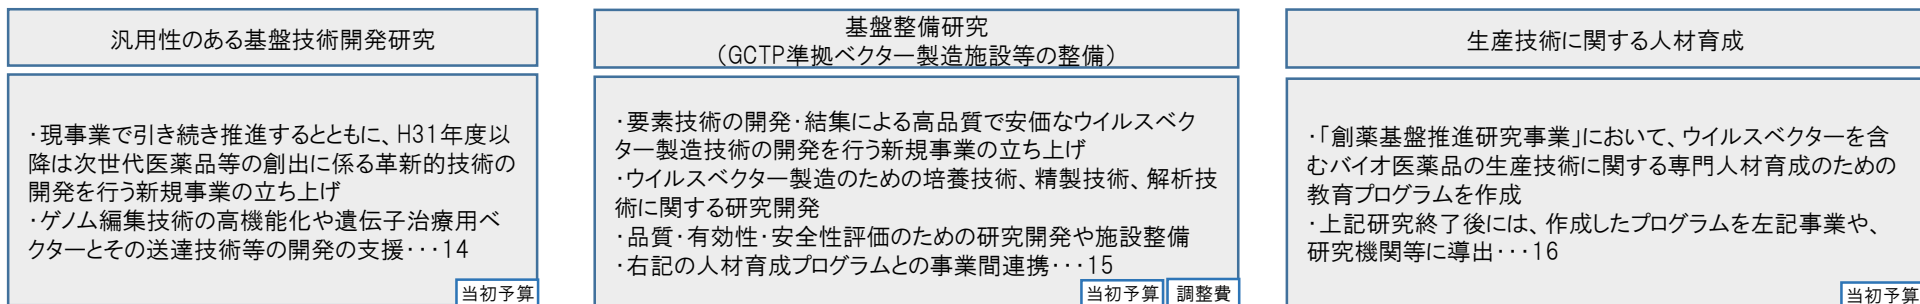 汎用性のある基盤技術開発研究
・現事業で引き続き推進するとともに、H31年度以
降は次世代医薬品等の創出に係る革新的技術の
開発を行う新規事業の立ち上げ
・ゲノム編集技術の高機能化や遺伝子治療用ベ
クターとその送達技術等の開発の支援・・・14
当初予算
基盤整備研究
（GCTP準拠ベクター製造施設等の整備）
・要素技術の開発・結集による高品質で安価なウイルスベク
ター製造技術の開発を行う新規事業の立ち上げ
・ウイルスベクター製造のための培養技術、精製技術、解析技
術に関する研究開発
・品質・有効性・安全性評価のための研究開発や施設整備
・右記の人材育成プログラムとの事業間連携・・・15
当初予算
調整費
生産技術に関する人材育成
・「創薬基盤推進研究事業」において、ウイルスベクターを含
むバイオ医薬品の生産技術に関する専門人材育成のための
教育プログラムを作成
・上記研究終了後には、作成したプログラムを左記事業や、
研究機関等に導出・・・16
当初予算